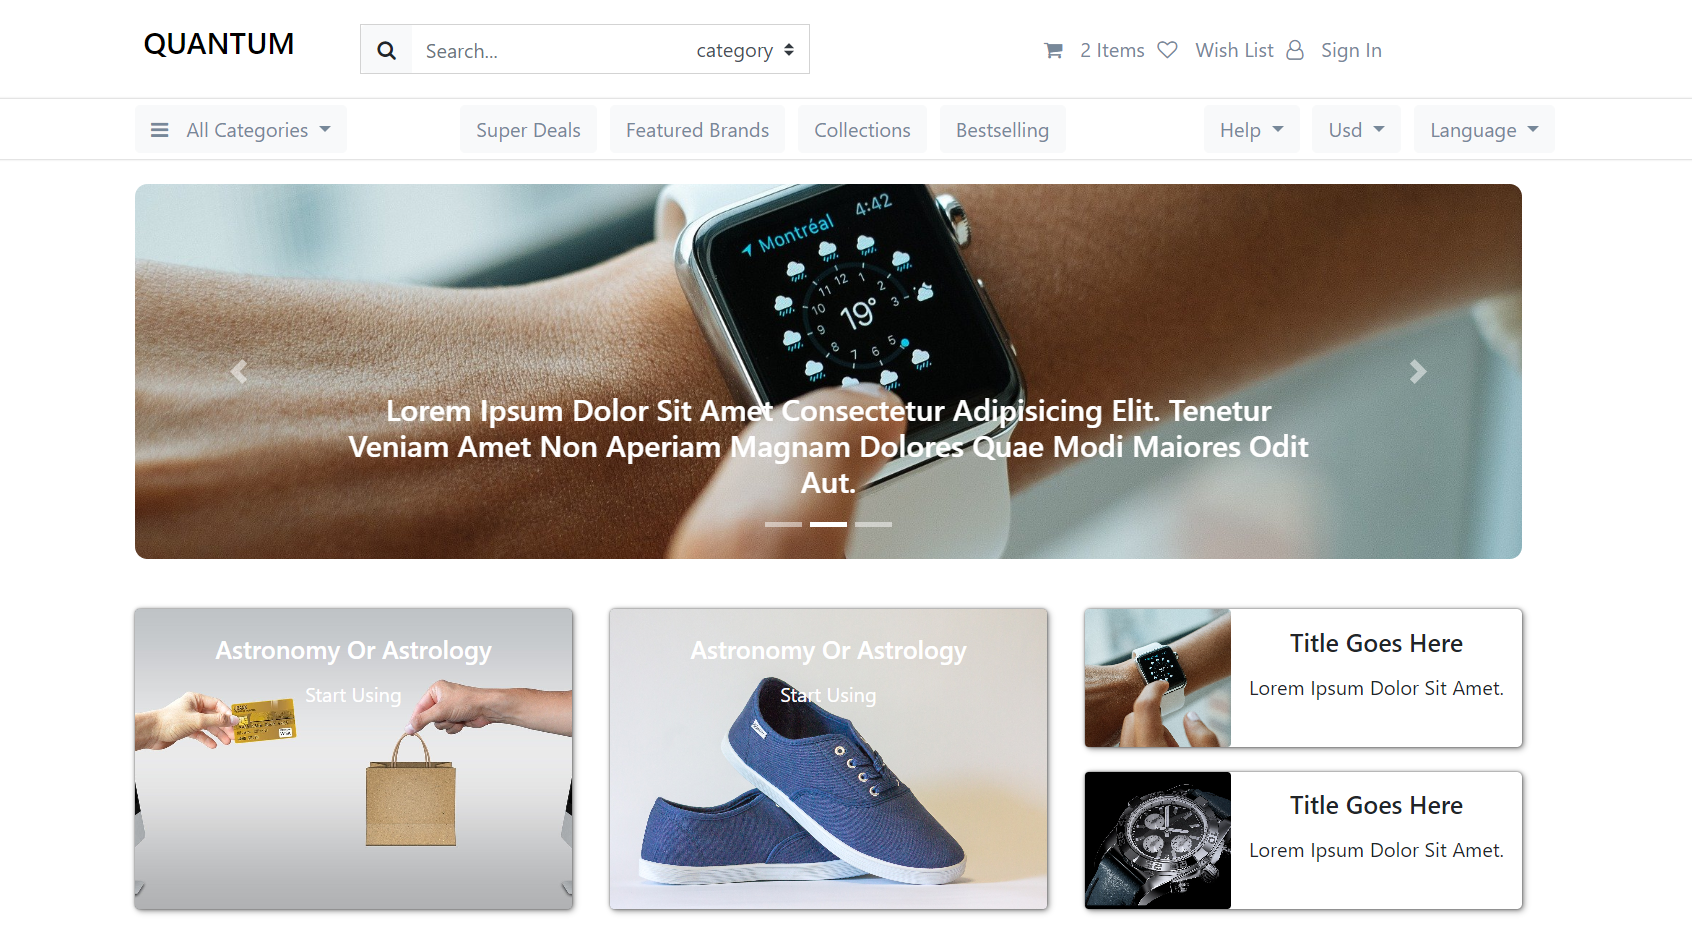 QUANTUM
Search...
category
2 Items
Wish List
Sign In
All Categories
Super Deals
Featured Brands
Collections
Bestselling
Help
Usd
Language
Montréal
4:42
12 1 2 3 5 6 7 8 9 10 11
19°
Lorem Ipsum Dolor Sit Amet Consectetur Adipisicing Elit. Tenetur
Veniam Amet Non Aperiam Magnam Dolores Quae Modi Maiores Odit
Aut.
Astronomy Or Astrology
Start Using
Astronomy Or Astrology
Start Using
Title Goes Here
Lorem Ipsum Dolor Sit Amet.
Title Goes Here
Lorem Ipsum Dolor Sit Amet.